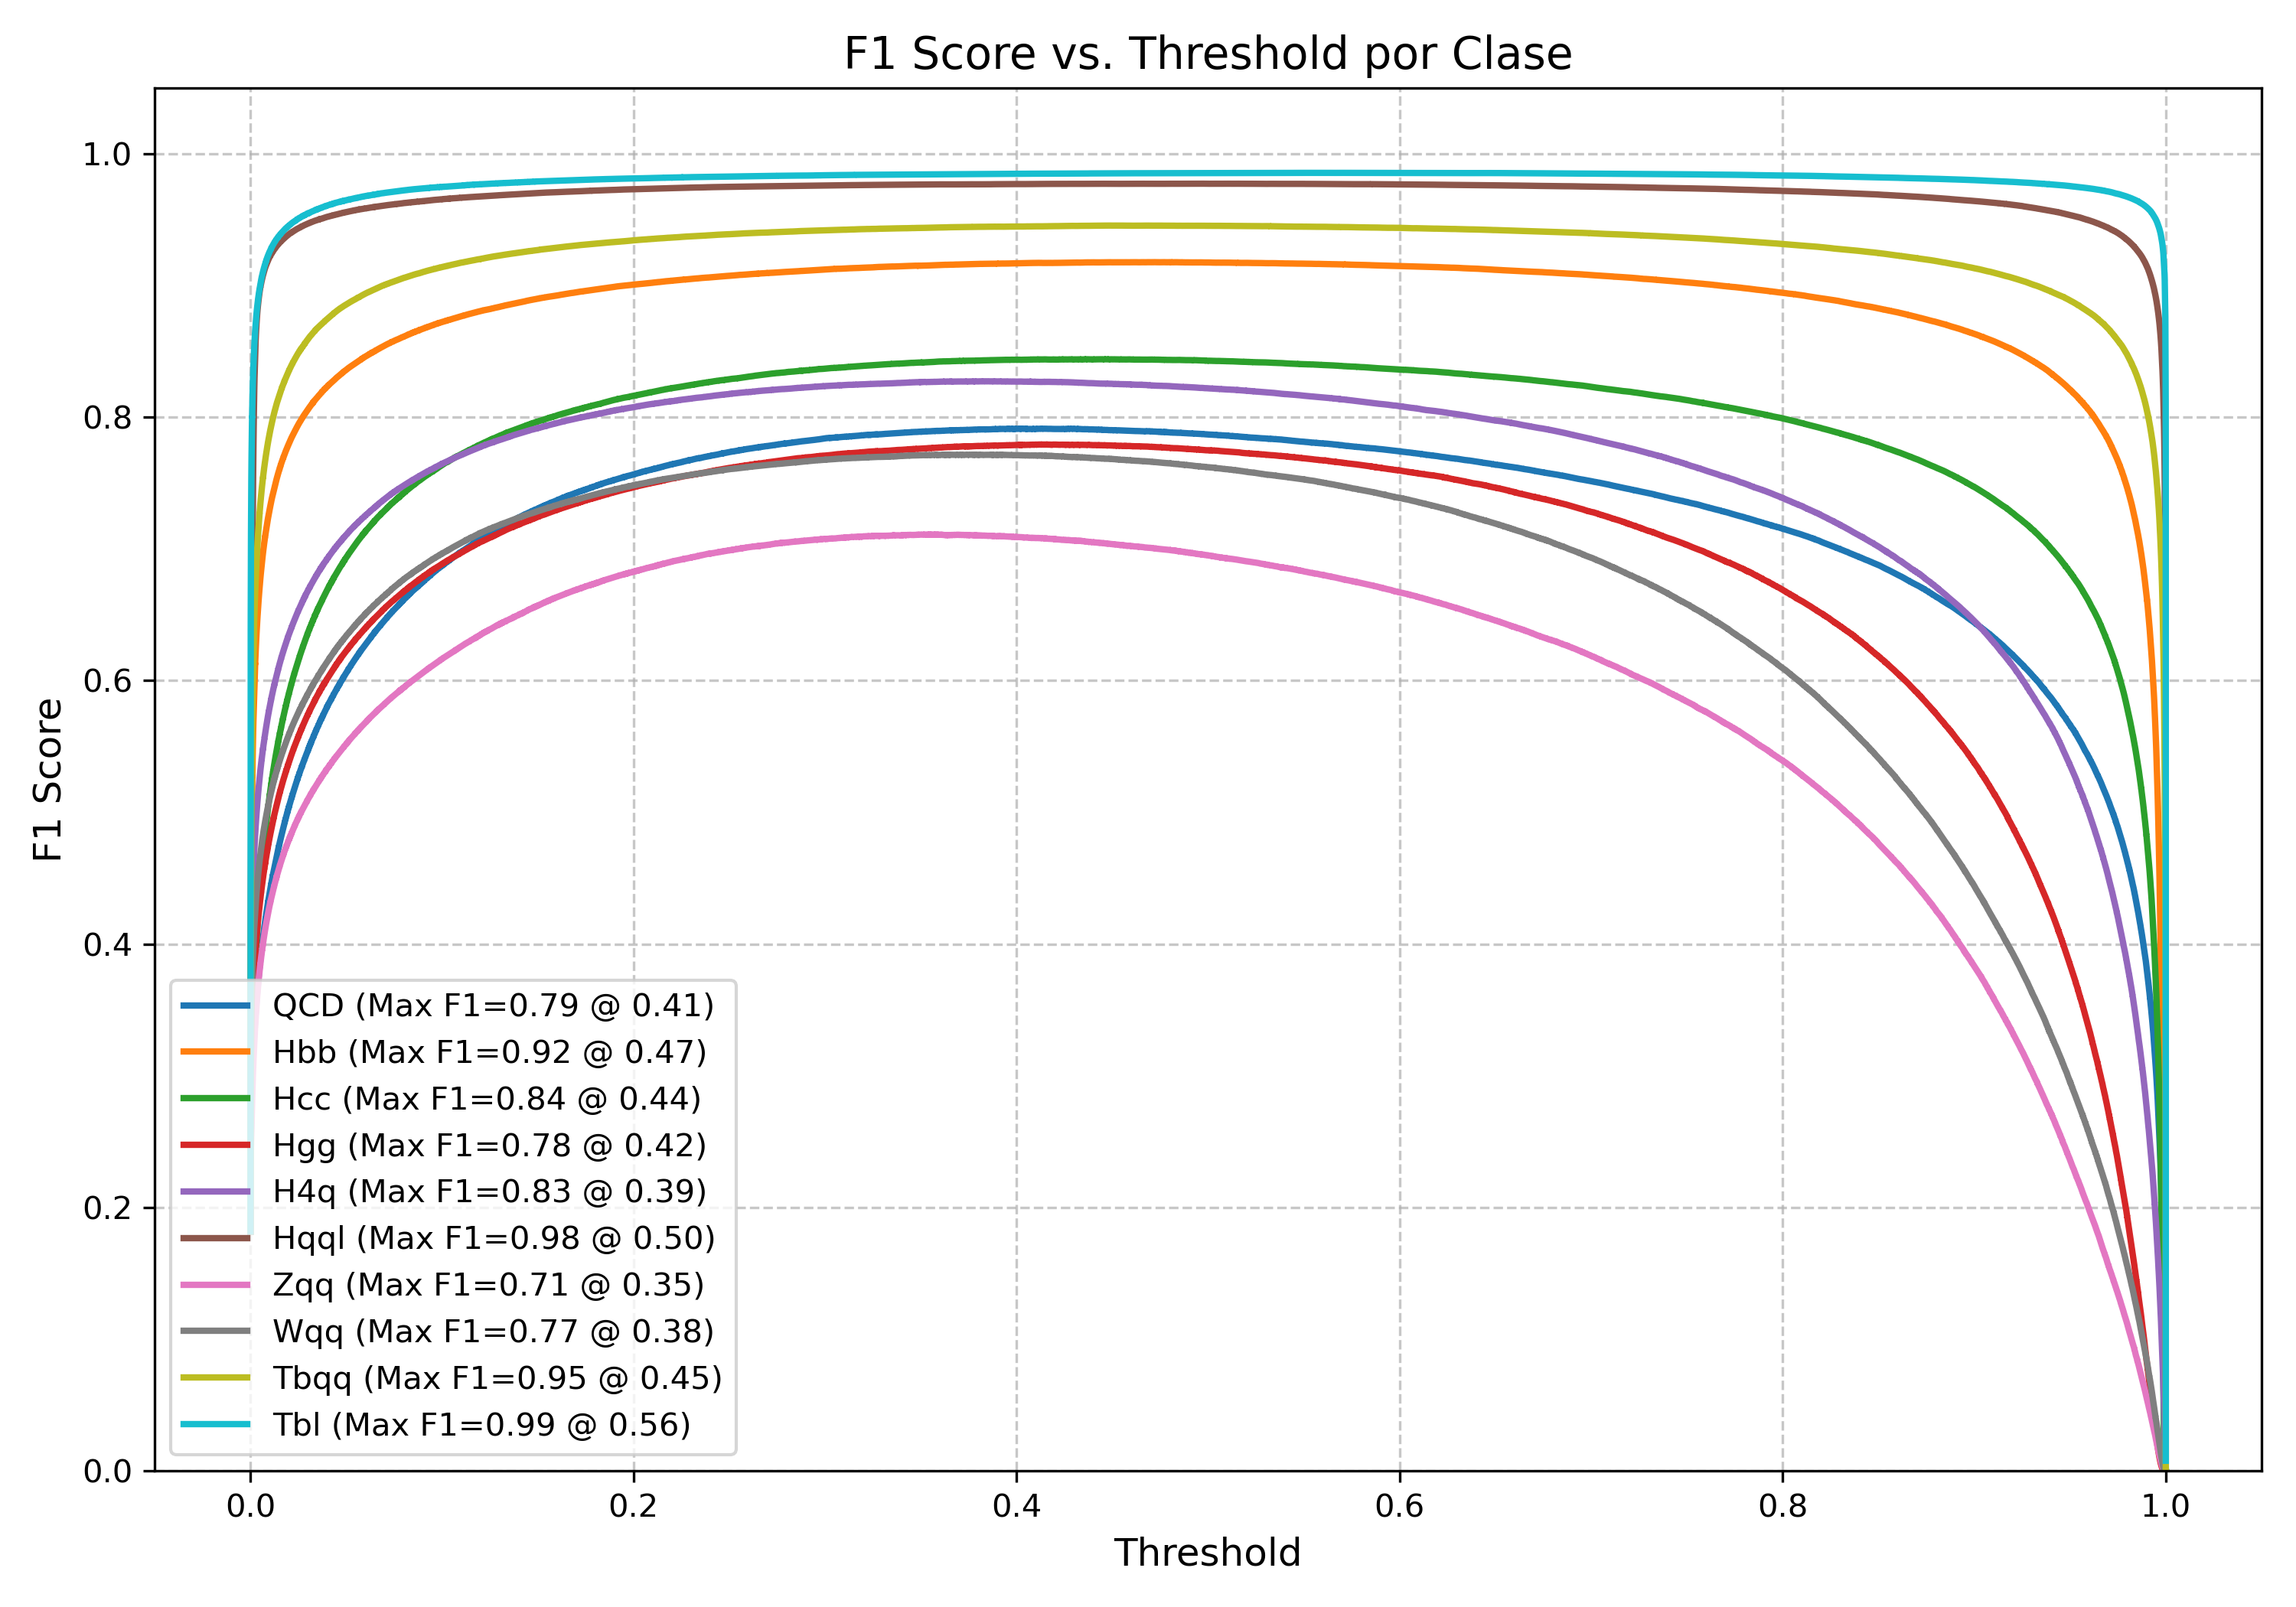 F1 Score vs. Threshold por Clase
F1 Score
1.0
0.8
0.6
0.4
0.2
0.0
QCD (Max F1=0.79 @ 0.41)
Hbb (Max F1=0.92 @ 0.47)
Hcc (Max F1=0.84 @ 0.44)
Hgg (Max F1=0.78 @ 0.42)
H4q (Max F1=0.83 @ 0.39)
Hqql (Max F1=0.98 @ 0.50)
Zqq (Max F1=0.71 @ 0.35)
Wqq (Max F1=0.77 @ 0.38)
Tbqq (Max F1=0.95 @ 0.45)
Tbl (Max F1=0.99 @ 0.56)
0.0 0.2 0.4 0.6 0.8 1.0
Threshold